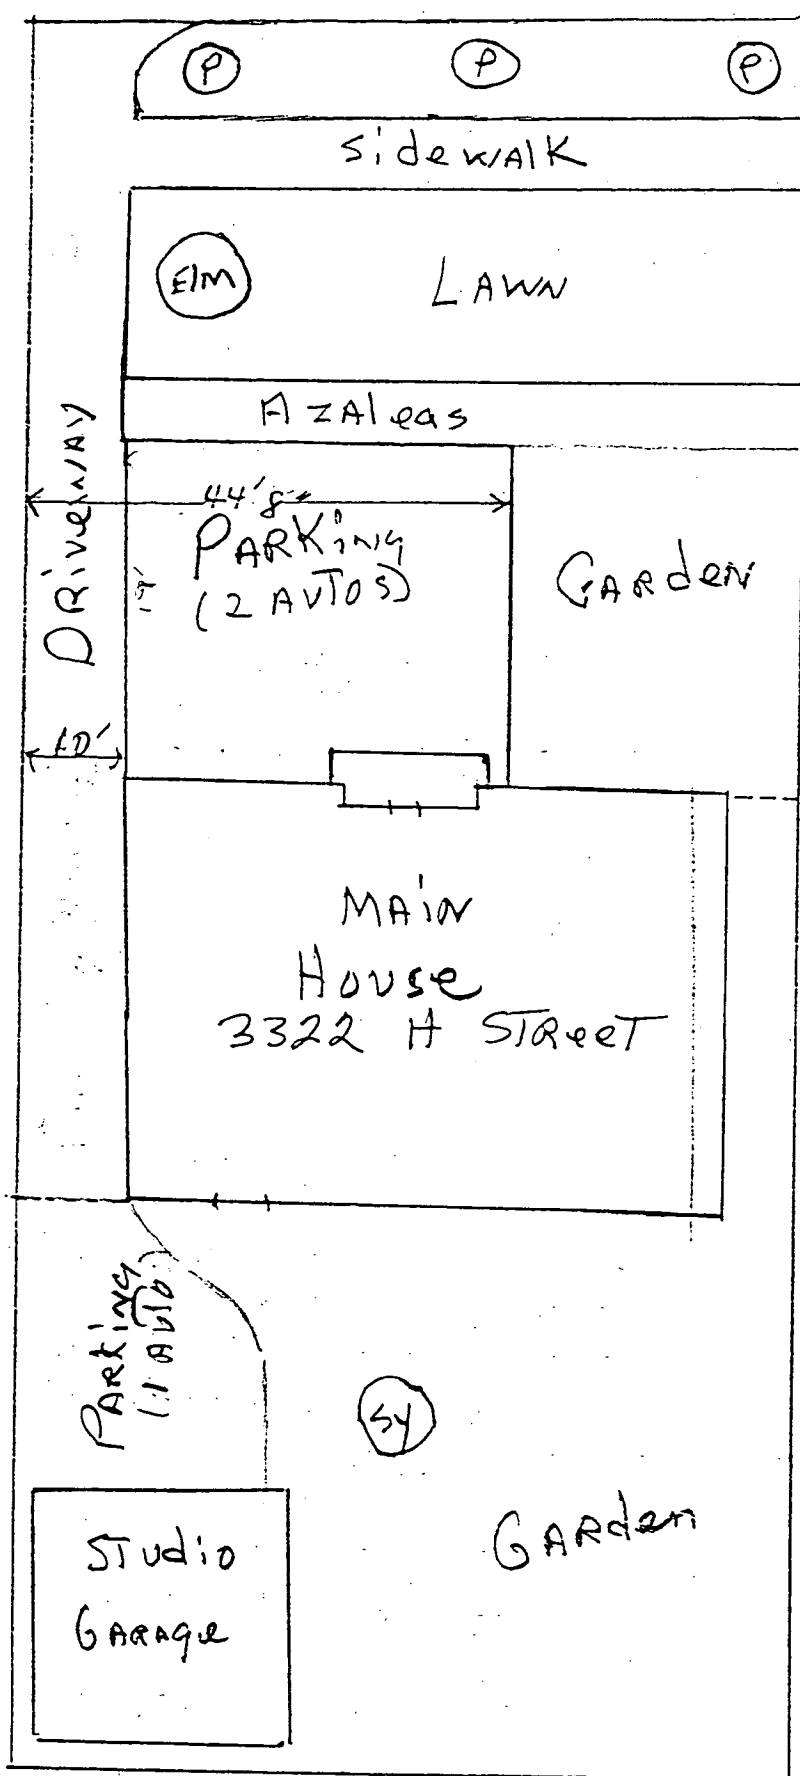 P P P
SidewAlK
Elm
LAWN
AzAleas
DRiveWAY
44'8"
PARKiNG
(2 AUTOS)
19'
GARdeN
10'
MAiN
House
3322 H STReeT
PARKiNG
(1 AUTO)
Sy
GARdeN
STUdio
GARAge